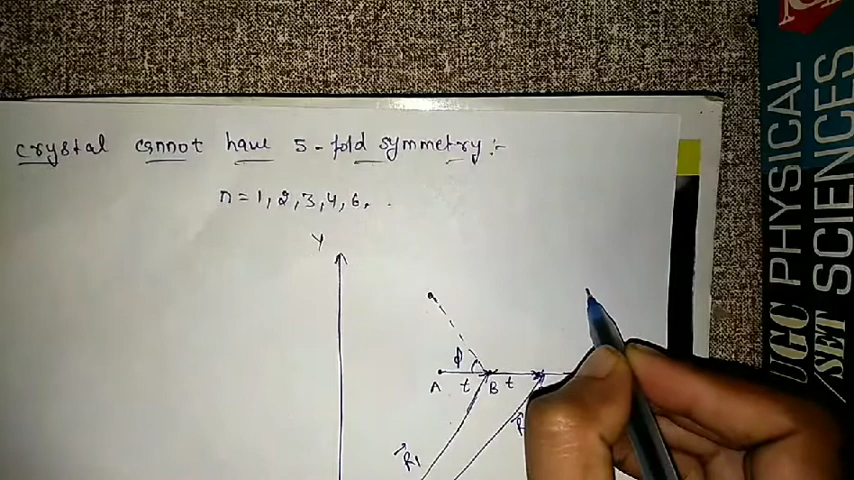 crystal cannot have 5-fold symmetry :-
n = 1, 2, 3, 4, 6, .
Y
φ
A t B t
R1
R
UGC PHYSICAL
/SET SCIENCES